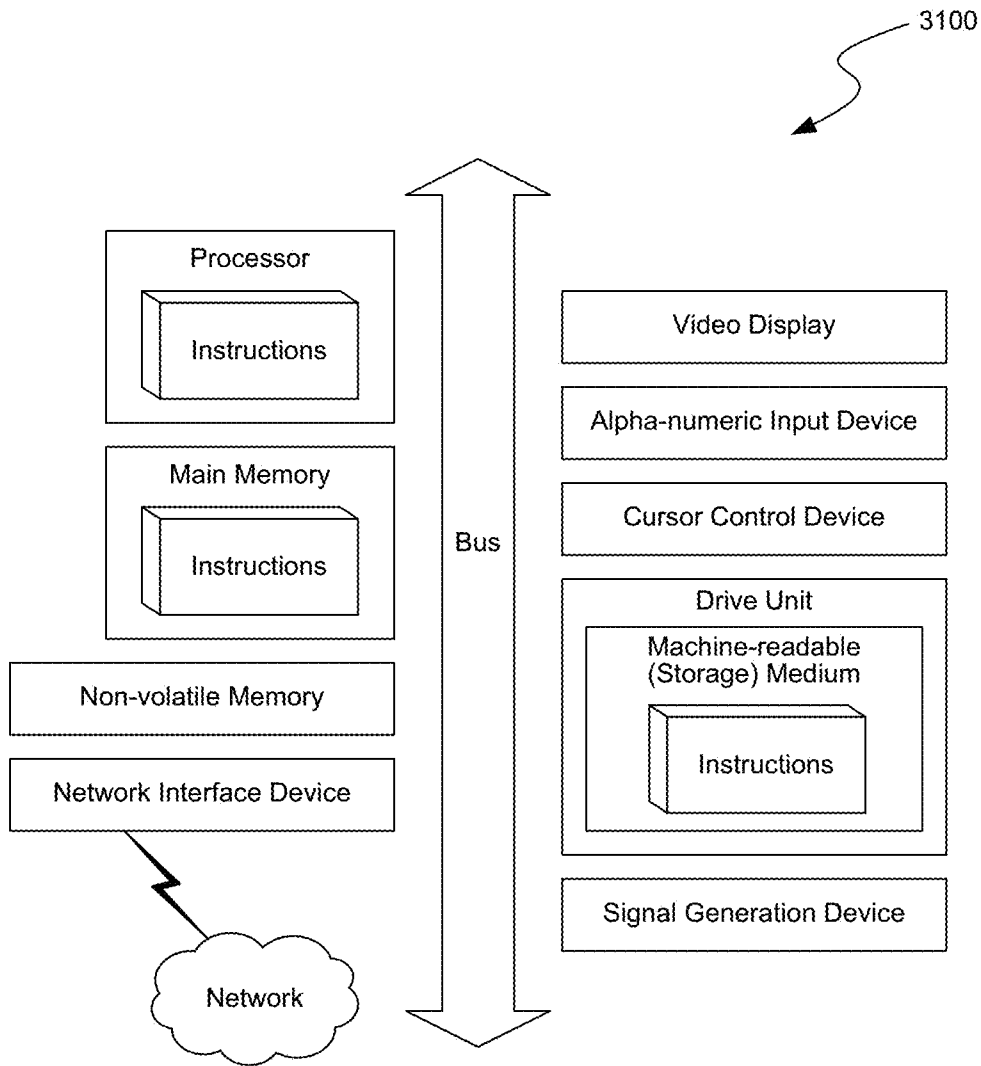 3100
Processor
Instructions
Main Memory
Instructions
Non-volatile Memory
Network Interface Device
Network
Bus
Video Display
Alpha-numeric Input Device
Cursor Control Device
Drive Unit
Machine-readable
(Storage) Medium
Instructions
Signal Generation Device